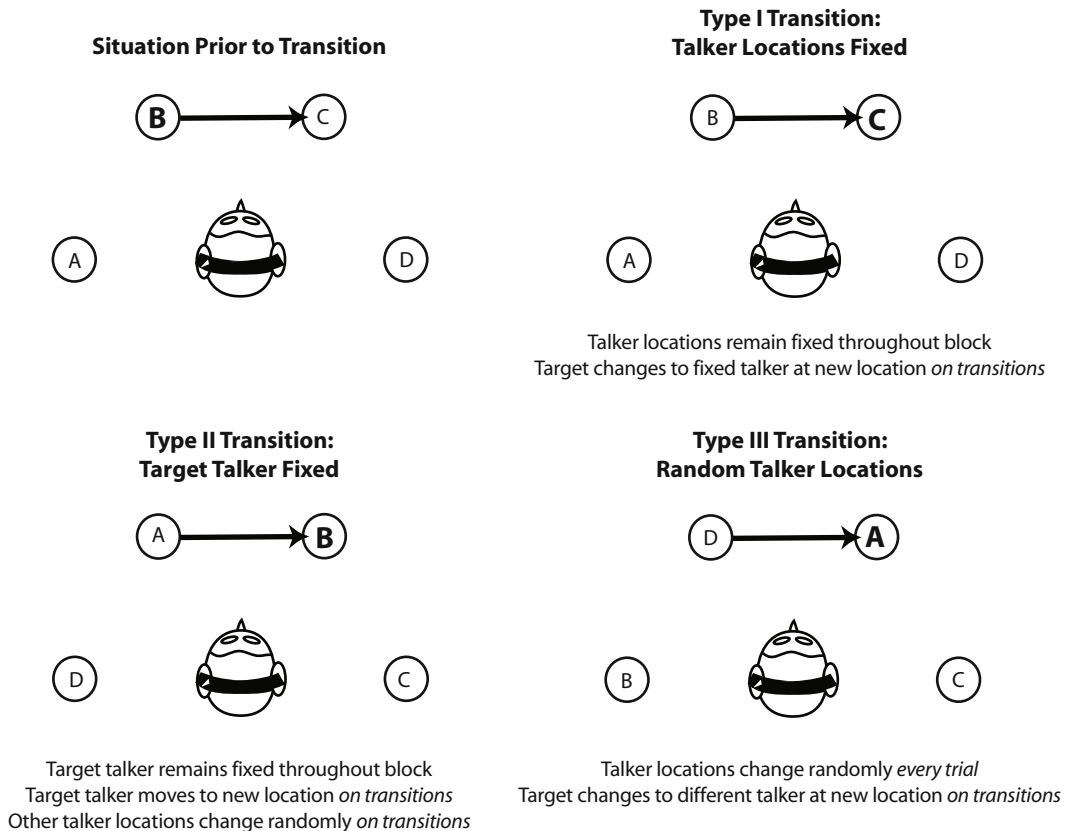 Situation Prior to Transition
B
C
A
D
Type I Transition:
Talker Locations Fixed
B
C
A
D
Talker locations remain fixed throughout block
Target changes to fixed talker at new location on transitions
Type II Transition:
Target Talker Fixed
A
B
D
C
Target talker remains fixed throughout block
Target talker moves to new location on transitions
Other talker locations change randomly on transitions
Type III Transition:
Random Talker Locations
D
A
B
C
Talker locations change randomly every trial
Target changes to different talker at new location on transitions